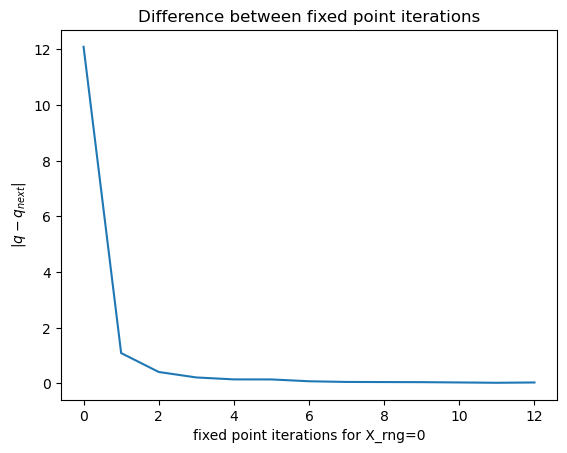 Difference between fixed point iterations
12
10
8
6
4
2
0
|q − q_next|
0 2 4 6 8 10 12
fixed point iterations for X_rng=0